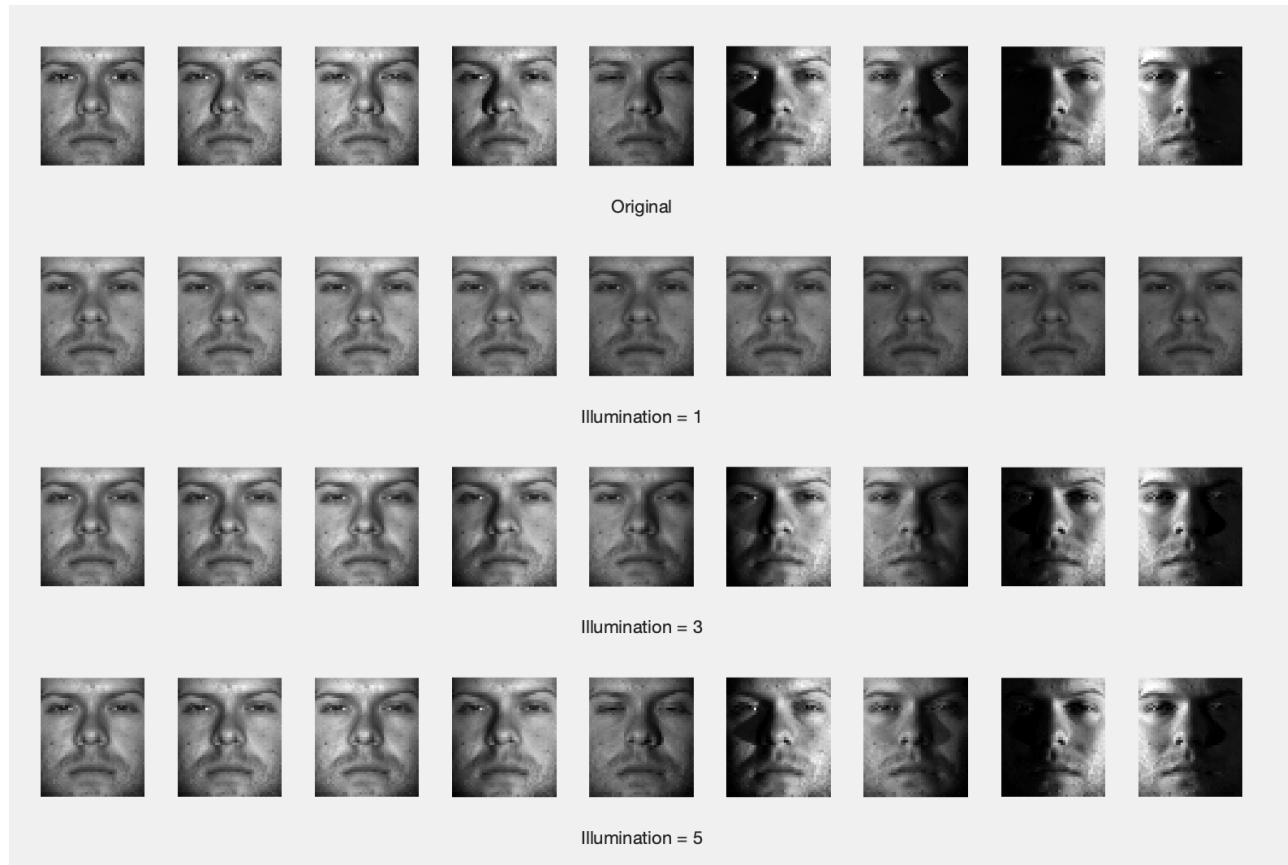 Original
Illumination = 1
Illumination = 3
Illumination = 5